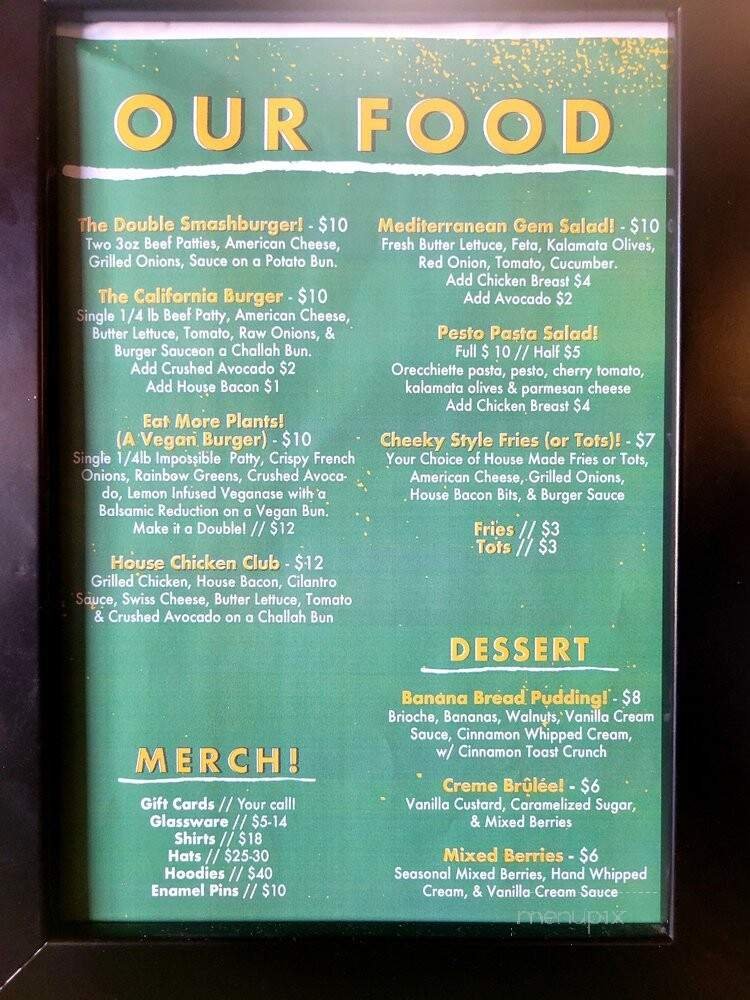 OUR FOOD
The Double Smashburger! - $10
Two 3oz Beef Patties, American Cheese,
Grilled Onions, Sauce on a Potato Bun.
The California Burger - $10
Single 1/4 lb Beef Patty, American Cheese,
Butter Lettuce, Tomato, Raw Onions, &
Burger Sauceon a Challah Bun.
Add Crushed Avocado $2
Add House Bacon $1
Eat More Plants!
(A Vegan Burger) - $10
Single 1/4lb Impossible Patty, Crispy French
Onions, Rainbow Greens, Crushed Avoca-
do, Lemon Infused Veganase with a
Balsamic Reduction on a Vegan Bun.
Make it a Double! // $12
House Chicken Club - $12
Grilled Chicken, House Bacon, Cilantro
Sauce, Swiss Cheese, Butter Lettuce, Tomato
& Crushed Avocado on a Challah Bun
MERCH!
Gift Cards // Your call!
Glassware // $5-14
Shirts // $18
Hats // $25-30
Hoodies // $40
Enamel Pins // $10
Mediterranean Gem Salad! - $10
Fresh Butter Lettuce, Feta, Kalamata Olives,
Red Onion, Tomato, Cucumber.
Add Chicken Breast $4
Add Avocado $2
Pesto Pasta Salad!
Full $ 10 // Half $5
Orecchiette pasta, pesto, cherry tomato,
kalamata olives & parmesan cheese
Add Chicken Breast $4
Cheeky Style Fries (or Tots)! - $7
Your Choice of House Made Fries or Tots,
American Cheese, Grilled Onions,
House Bacon Bits, & Burger Sauce
Fries // $3
Tots // $3
DESSERT
Banana Bread Pudding! - $8
Brioche, Bananas, Walnuts, Vanilla Cream
Sauce, Cinnamon Whipped Cream,
w/ Cinnamon Toast Crunch
Creme Brûlée! - $6
Vanilla Custard, Caramelized Sugar,
& Mixed Berries
Mixed Berries - $6
Seasonal Mixed Berries, Hand Whipped
Cream, & Vanilla Cream Sauce
menupix